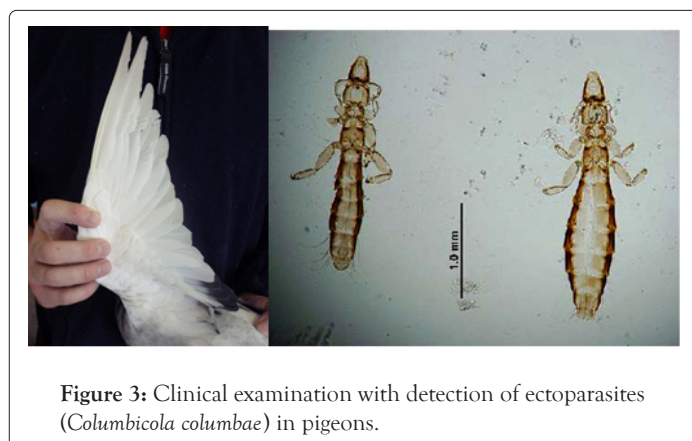 1.0 mm
Figure 3: Clinical examination with detection of ectoparasites
(Columbicola columbae) in pigeons.